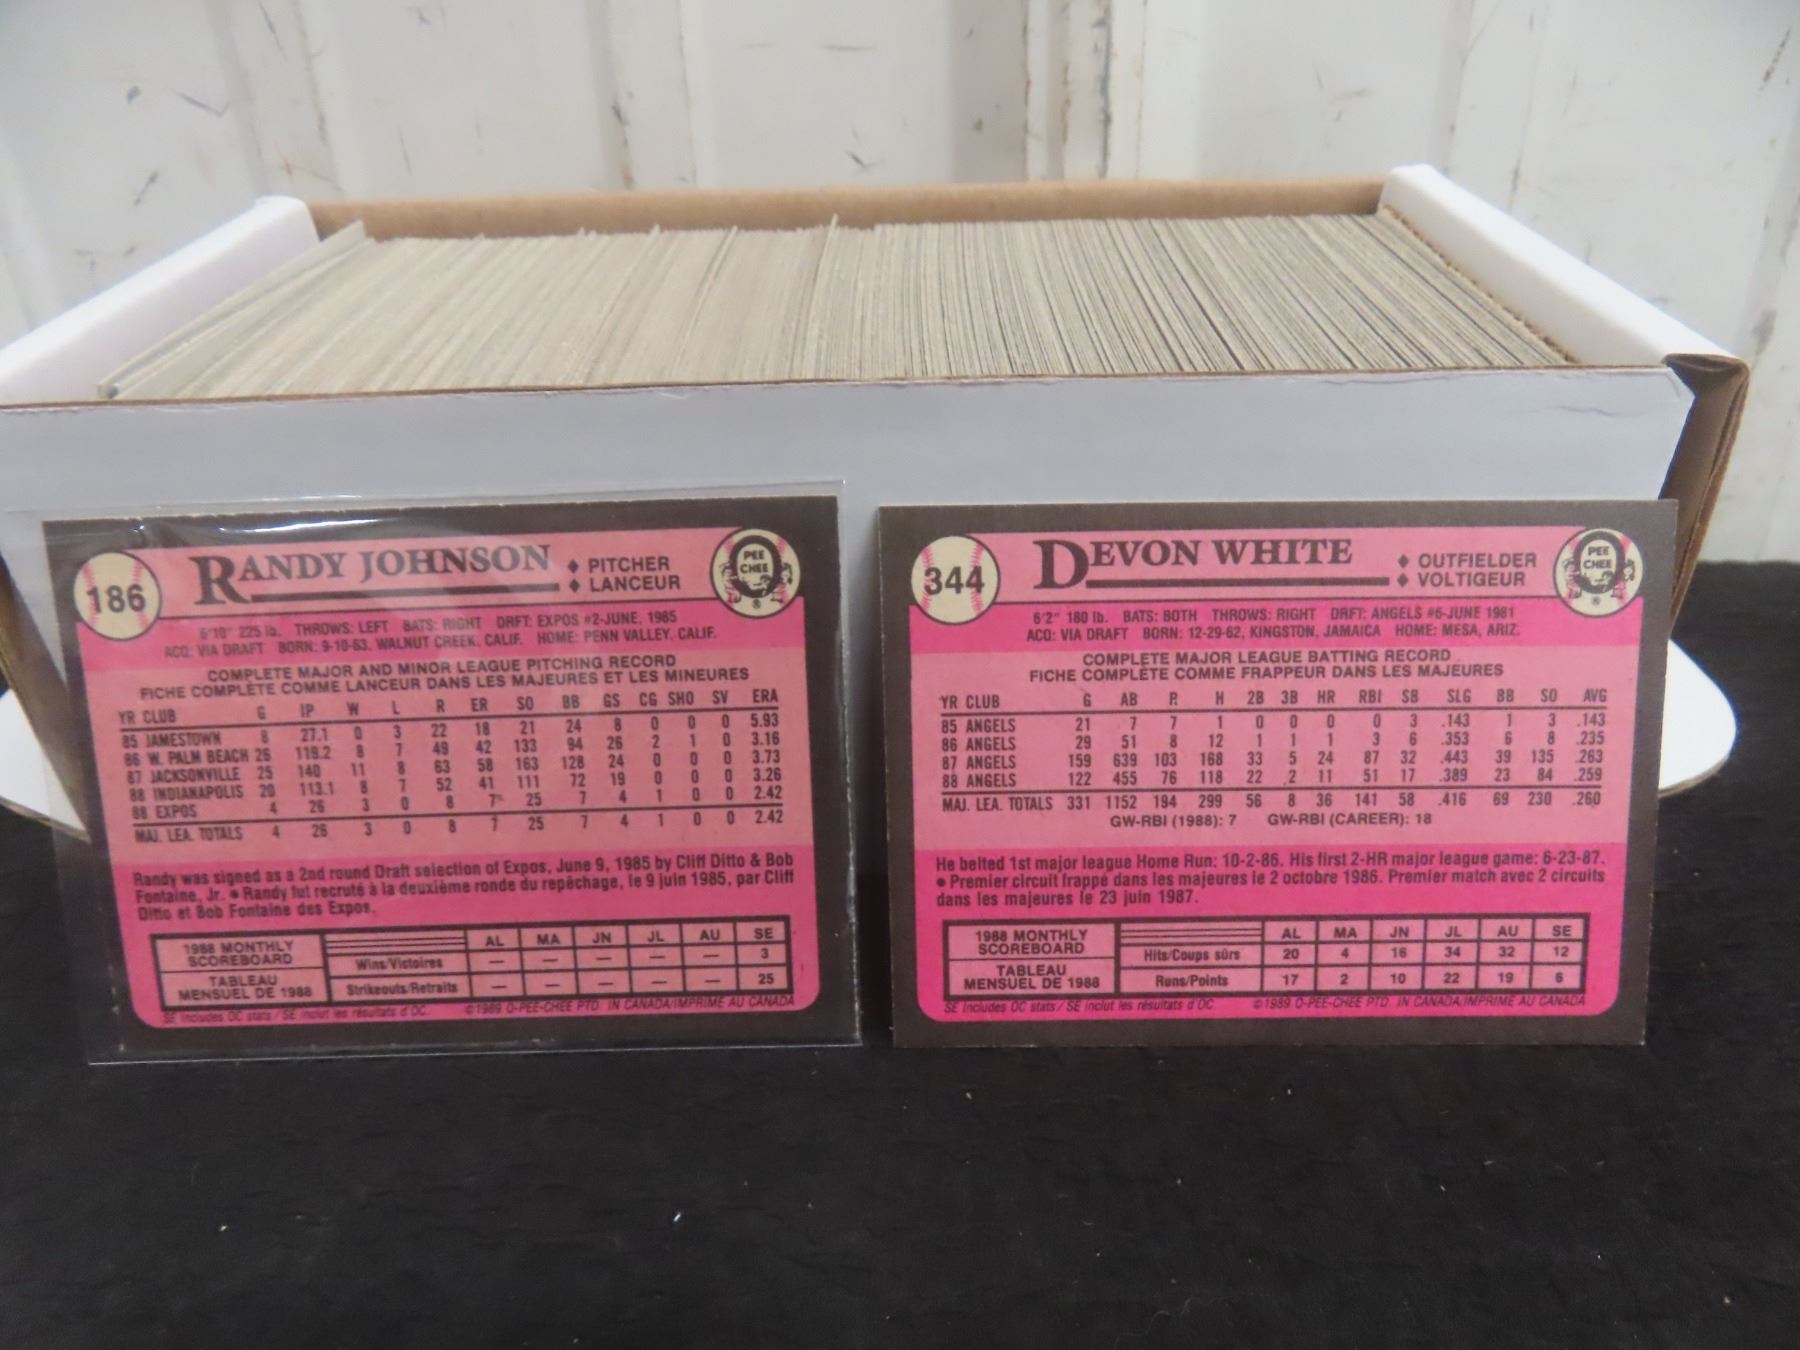 186
RANDY JOHNSON
♦ PITCHER
♦ LANCEUR
PEE
CHEE
®
6'10" 225 lb. THROWS: LEFT BATS: RIGHT DRFT: EXPOS #2-JUNE, 1985
ACQ: VIA DRAFT BORN: 9-10-63, WALNUT CREEK, CALIF. HOME: PENN VALLEY, CALIF.
COMPLETE MAJOR AND MINOR LEAGUE PITCHING RECORD
FICHE COMPLÈTE COMME LANCEUR DANS LES MAJEURES ET LES MINEURES
YR CLUB G IP W L R ER SO BB GS CG SHO SV ERA
85 JAMESTOWN 8 27.1 0 3 22 18 21 24 8 0 0 0 5.93
86 W. PALM BEACH 26 119.2 8 7 49 42 133 94 26 2 1 0 3.16
87 JACKSONVILLE 25 140 11 8 63 58 163 128 24 0 0 0 3.73
88 INDIANAPOLIS 20 113.1 8 7 52 41 111 72 19 0 0 0 3.26
88 EXPOS 4 26 3 0 8 7 25 7 4 1 0 0 2.42
MAJ. LEA. TOTALS 4 26 3 0 8 7 25 7 4 1 0 0 2.42
Randy was signed as a 2nd round Draft selection of Expos, June 9, 1985 by Cliff Ditto & Bob
Fontaine, Jr. ● Randy fut recruté à la deuxième ronde du repêchage, le 9 juin 1985, par Cliff
Ditto et Bob Fontaine des Expos.
1988 MONTHLY
SCOREBOARD
TABLEAU
MENSUEL DE 1988
AL MA JN JL AU SE
Wins/Victoires — — — — — 3
Strikeouts/Retraits — — — — — 25
SE Includes OC stats / SE inclut les résultats d'OC.
©1989 O-PEE-CHEE PTD. IN CANADA/IMPRIMÉ AU CANADA
344
DEVON WHITE
♦ OUTFIELDER
♦ VOLTIGEUR
PEE
CHEE
®
6'2" 180 lb. BATS: BOTH THROWS: RIGHT DRFT: ANGELS #6-JUNE 1981
ACQ: VIA DRAFT BORN: 12-29-62, KINGSTON, JAMAICA HOME: MESA, ARIZ.
COMPLETE MAJOR LEAGUE BATTING RECORD
FICHE COMPLÈTE COMME FRAPPEUR DANS LES MAJEURES
YR CLUB G AB R H 2B 3B HR RBI SB SLG BB SO AVG
85 ANGELS 21 7 7 1 0 0 0 0 3 .143 1 3 .143
86 ANGELS 29 51 8 12 1 1 1 3 6 .353 6 8 .235
87 ANGELS 159 639 103 168 33 5 24 87 32 .443 39 135 .263
88 ANGELS 122 455 76 118 22 2 11 51 17 .389 23 84 .259
MAJ. LEA. TOTALS 331 1152 194 299 56 8 36 141 58 .416 69 230 .260
GW-RBI (1988): 7 GW-RBI (CAREER): 18
He belted 1st major league Home Run: 10-2-86. His first 2-HR major league game: 6-23-87.
● Premier circuit frappé dans les majeures le 2 octobre 1986. Premier match avec 2 circuits
dans les majeures le 23 juin 1987.
1988 MONTHLY
SCOREBOARD
TABLEAU
MENSUEL DE 1988
AL MA JN JL AU SE
Hits/Coups sûrs 20 4 16 34 32 12
Runs/Points 17 2 10 22 19 6
SE Includes OC stats / SE inclut les résultats d'OC.
©1989 O-PEE-CHEE PTD. IN CANADA/IMPRIMÉ AU CANADA